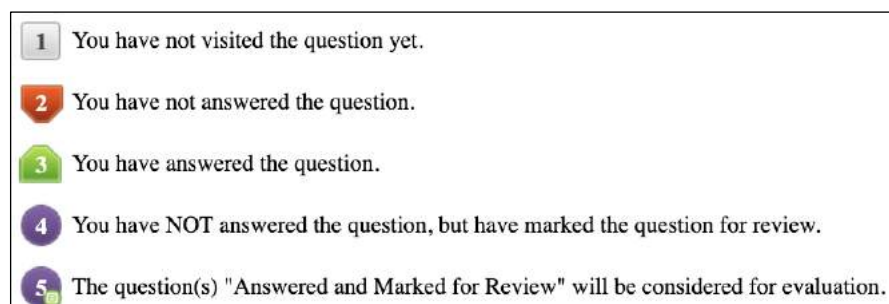 1 You have not visited the question yet.
2 You have not answered the question.
3 You have answered the question.
4 You have NOT answered the question, but have marked the question for review.
5 The question(s) "Answered and Marked for Review" will be considered for evaluation.